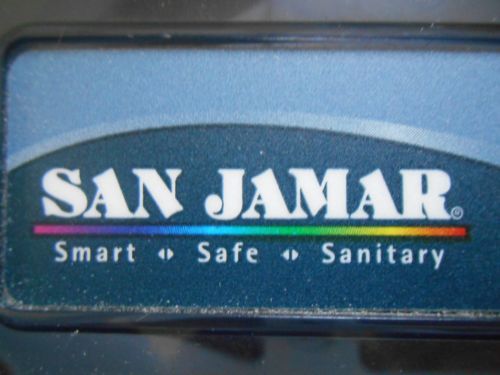 SAN JAMAR®
Smart ◂▸ Safe ◂▸ Sanitary